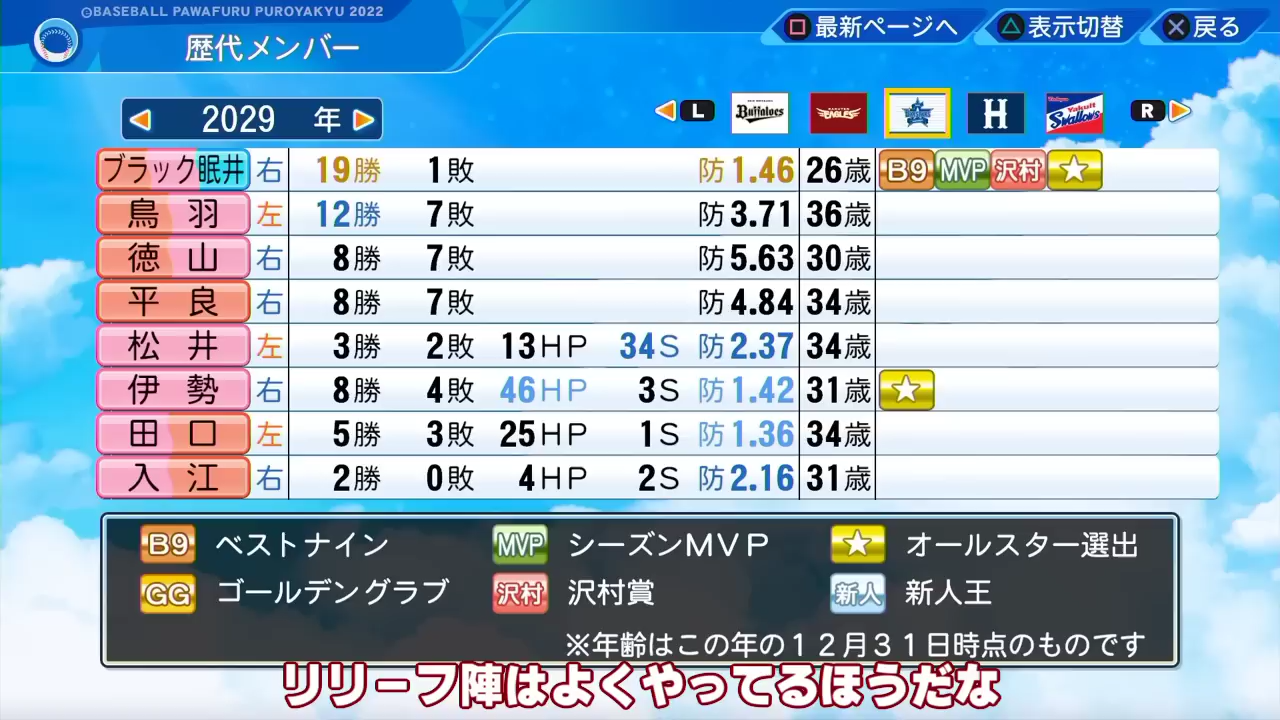 ©BASEBALL PAWAFURU PUROYAKYU 2022
歴代メンバー
最新ページへ
表示切替
戻る
2029 年
L
Buffaloes
EAGLES
H
Yakult
Swallows
R
ブラック眠井 右 19勝 1敗 防1.46 26歳 B9 MVP 沢村
鳥羽 左 12勝 7敗 防3.71 36歳
徳山 右 8勝 7敗 防5.63 30歳
平良 右 8勝 7敗 防4.84 34歳
松井 左 3勝 2敗 13HP 34S 防2.37 34歳
伊勢 右 8勝 4敗 46HP 3S 防1.42 31歳
田口 左 5勝 3敗 25HP 1S 防1.36 34歳
入江 右 2勝 0敗 4HP 2S 防2.16 31歳
B9 ベストナイン MVP シーズンMVP オールスター選出
GG ゴールデングラブ 沢村 沢村賞 新人 新人王
※年齢はこの年の12月31日時点のものです
リリーフ陣はよくやってるほうだな